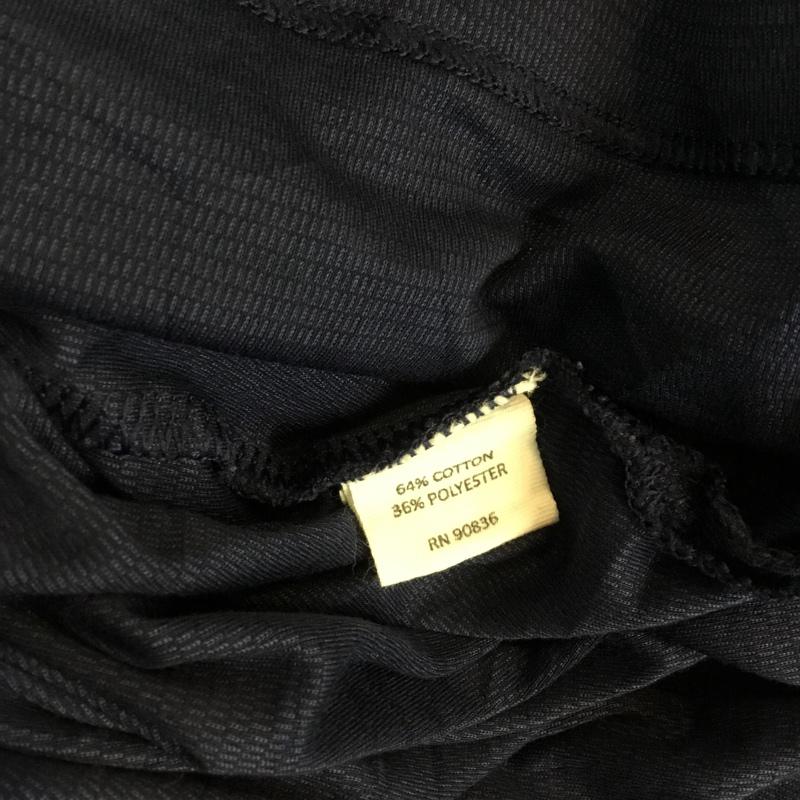 64% COTTON
36% POLYESTER
RN 90836